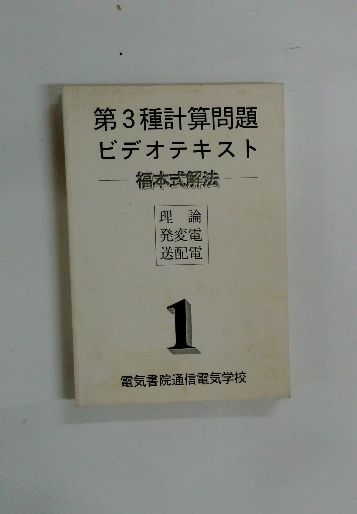 第3種計算問題
ビデオテキスト
福本式解法
理 論
発変電
送配電
1
電気書院通信電気学校